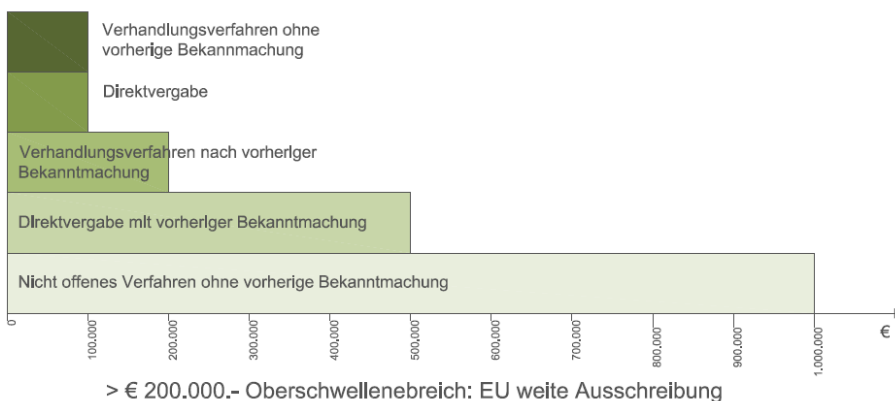 Verhandlungsverfahren ohne
vorherige Bekannmachung
Direktvergabe
Verhandlungsverfahren nach vorheriger
Bekanntmachung
Direktvergabe mit vorheriger Bekanntmachung
Nicht offenes Verfahren ohne vorherige Bekanntmachung
0
100.000
200.000
300.000
400.000
500.000
600.000
700.000
800.000
900.000
1.000.000
€
> € 200.000.- Oberschwellenebreich: EU weite Ausschreibung